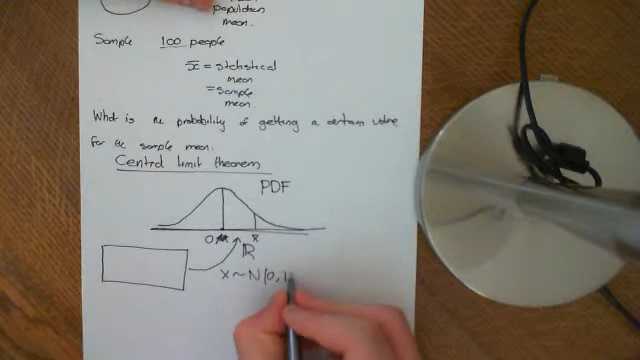 population
mean.
Sample 100 people
x̄ = statistical
mean
= sample
mean.
What is the probability of getting a certain value
for the sample mean.
Central limit theorem
PDF
0 x
ℝ
x ~ N(0,1